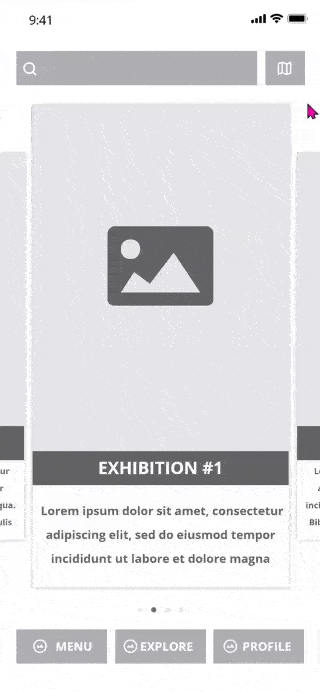 9:41
EXHIBITION #1
Lorem ipsum dolor sit amet, consectetur
adipiscing elit, sed do eiusmod tempor
incididunt ut labore et dolore magna
MENU
EXPLORE
PROFILE